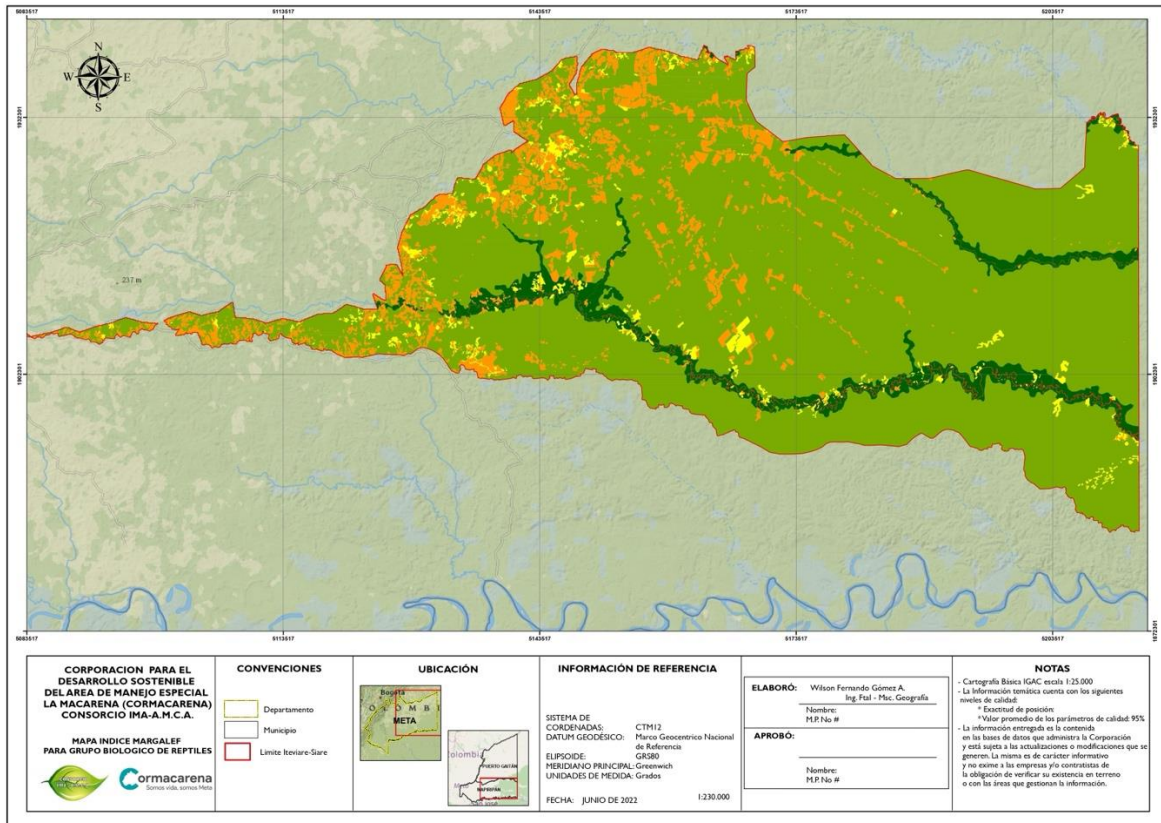 5083517
5113517
5143517
5173517
5203517
N
W E
S
1932301
1932301
237 m
1902301
1902301
1872301
5083517
5113517
5143517
5173517
5203517
CORPORACION PARA EL
DESARROLLO SOSTENIBLE
DEL AREA DE MANEJO ESPECIAL
LA MACARENA (CORMACARENA)
CONSORCIO IMA-A.M.C.A.
MAPA INDICE MARGALEF
PARA GRUPO BIOLOGICO DE REPTILES
Cormacarena
Somos vida, somos Meta
CONVENCIONES
Departamento
Municipio
Limite Iteviare-Siare
UBICACIÓN
Bogotá
OLOMBI
META
olombia
PUERTO GAITÁN
MAPIRIPÁN
INFORMACIÓN DE REFERENCIA
SISTEMA DE
CORDENADAS: CTM12
DATUM GEODÉSICO: Marco Geocentrico Nacional
de Referencia
ELIPSOIDE: GRS80
MERIDIANO PRINCIPAL: Greenwich
UNIDADES DE MEDIDA: Grados
FECHA: JUNIO DE 2022 1:230.000
ELABORÓ: Wilson Fernando Gómez A.
Ing. Ftal - Msc. Geografía
Nombre:
M.P. No #
APROBÓ:
Nombre:
M.P. No #
NOTAS
- Cartografía Básica IGAC escala 1:25.000
- La Información temática cuenta con los siguientes
niveles de calidad:
* Exactitud de posición:
*Valor promedio de los parámetros de calidad: 95%
- La información entregada es la contenida
en las bases de datos que administra la Corporación
y está sujeta a las actualizaciones o modificaciones que se
generen. La misma es de carácter informativo
y no exime a las empresas y/o contratistas de
la obligación de verificar su existencia en terreno
o con las áreas que gestionan la información.